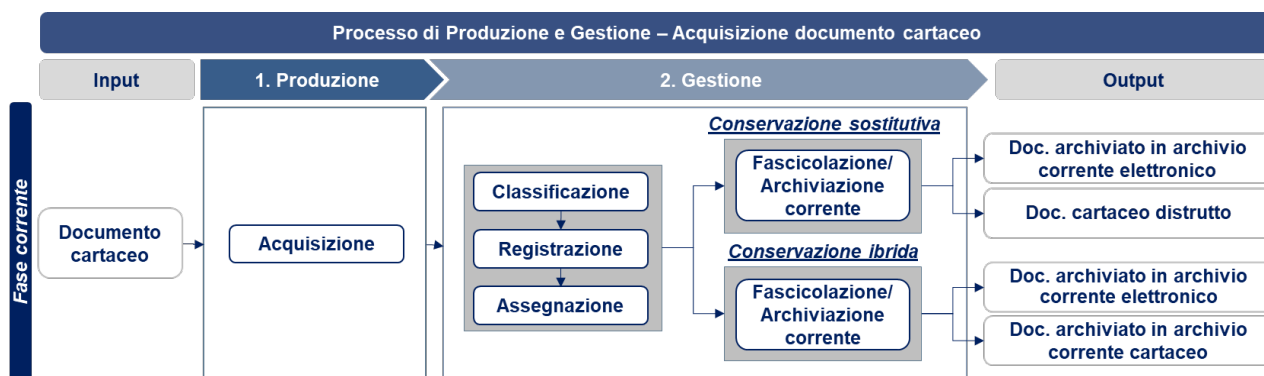 Processo di Produzione e Gestione – Acquisizione documento cartaceo
Input
1. Produzione
2. Gestione
Output
Fase corrente
Documento
cartaceo
Acquisizione
Classificazione
Registrazione
Assegnazione
Conservazione sostitutiva
Fascicolazione/
Archiviazione
corrente
Conservazione ibrida
Fascicolazione/
Archiviazione
corrente
Doc. archiviato in archivio
corrente elettronico
Doc. cartaceo distrutto
Doc. archiviato in archivio
corrente elettronico
Doc. archiviato in archivio
corrente cartaceo